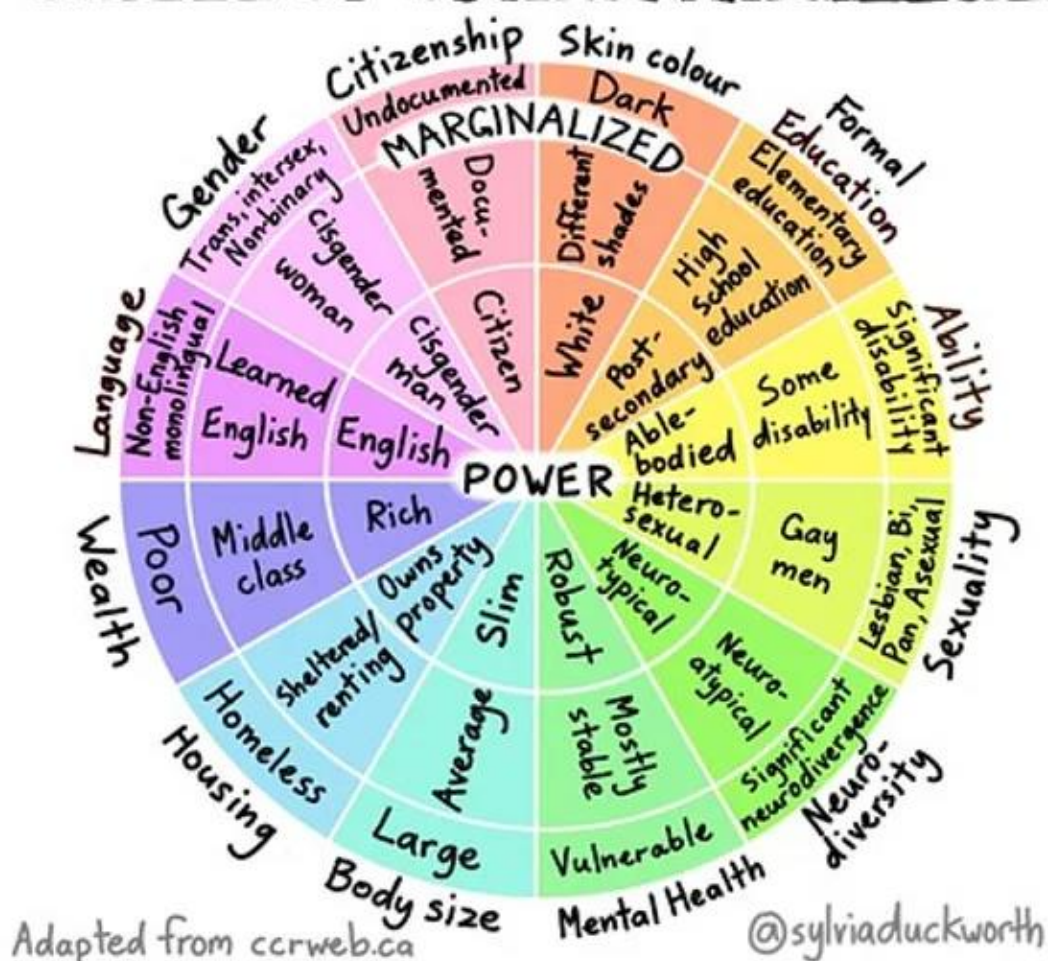 Citizenship
Undocumented
Docu-
mented
Citizen
Skin colour
Dark
Different
shades
White
Formal
Education
Elementary
education
High
school
education
Post-
secondary
Ability
Significant
disability
Some
disability
Able-
bodied
Sexuality
Lesbian, Bi,
Pan, Asexual
Gay
men
Hetero-
sexual
Neuro-
diversity
Significant
neurodivergence
Neuro-
atypical
Neuro-
typical
Mental Health
Vulnerable
Mostly
stable
Robust
Body size
Large
Average
Slim
Housing
Homeless
Sheltered/
renting
Owns
property
Wealth
Poor
Middle
class
Rich
Language
Non-English
monolingual
Learned
English
English
Gender
Trans, intersex,
Non-binary
cisgender
woman
cisgender
man
MARGINALIZED
POWER
Adapted from ccrweb.ca
@sylviaduckworth